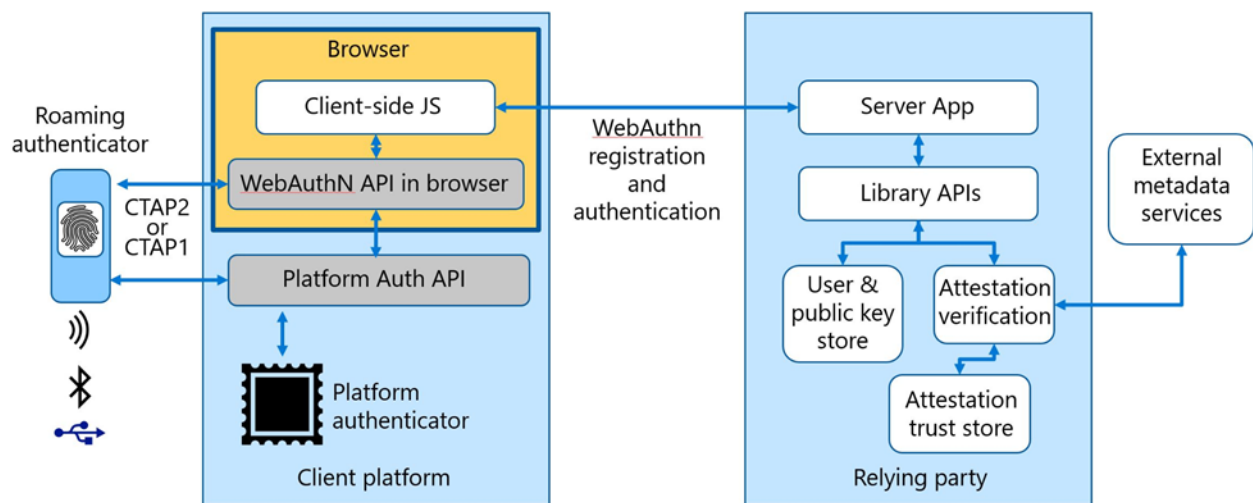 Roaming
authenticator
CTAP2
or
CTAP1
Browser
Client-side JS
WebAuthN API in browser
Platform Auth API
Platform
authenticator
Client platform
WebAuthn
registration
and
authentication
Server App
Library APIs
User &
public key
store
Attestation
verification
Attestation
trust store
Relying party
External
metadata
services